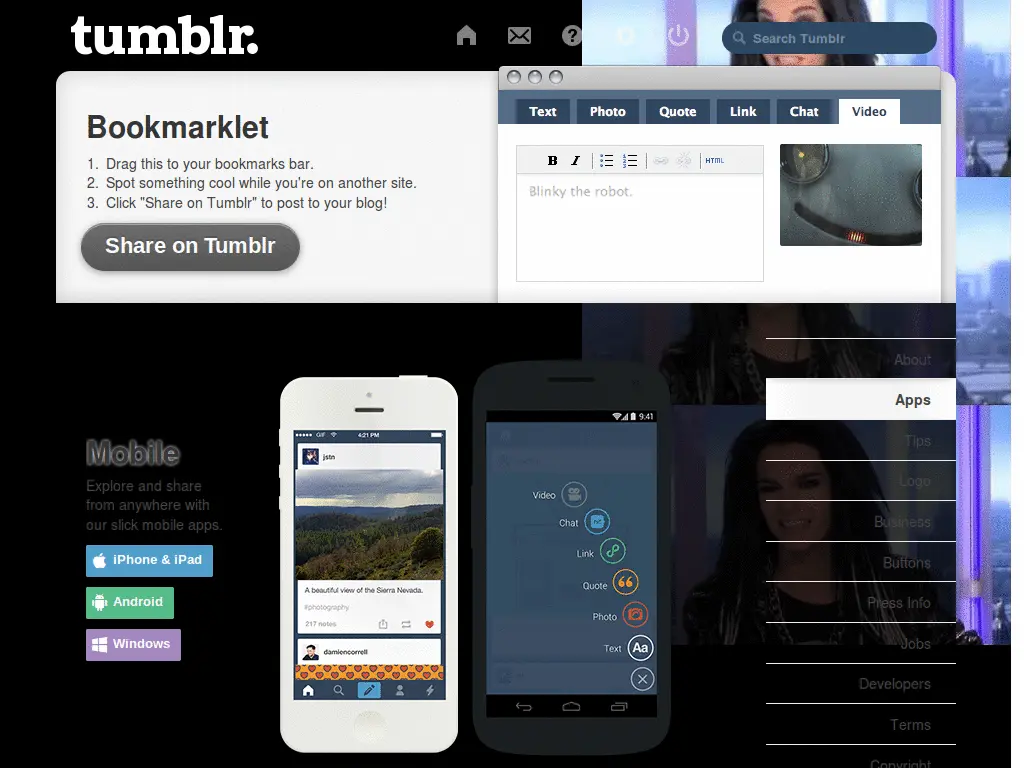 tumblr.
?
Search Tumblr
Bookmarklet
1. Drag this to your bookmarks bar.
2. Spot something cool while you're on another site.
3. Click "Share on Tumblr" to post to your blog!
Share on Tumblr
Text Photo Quote Link Chat Video
B I HTML
Blinky the robot.
About
Apps
Tips
Logo
Business
Buttons
Press Info
Jobs
Developers
Terms
Copyright
Mobile
Explore and share
from anywhere with
our slick mobile apps.
iPhone & iPad
Android
Windows
GIF 4:21 PM
jstn
A beautiful view of the Sierra Nevada.
#photography
217 notes
damiencorrell
9:41
Video
Chat
Link
Quote
Photo
Text Aa